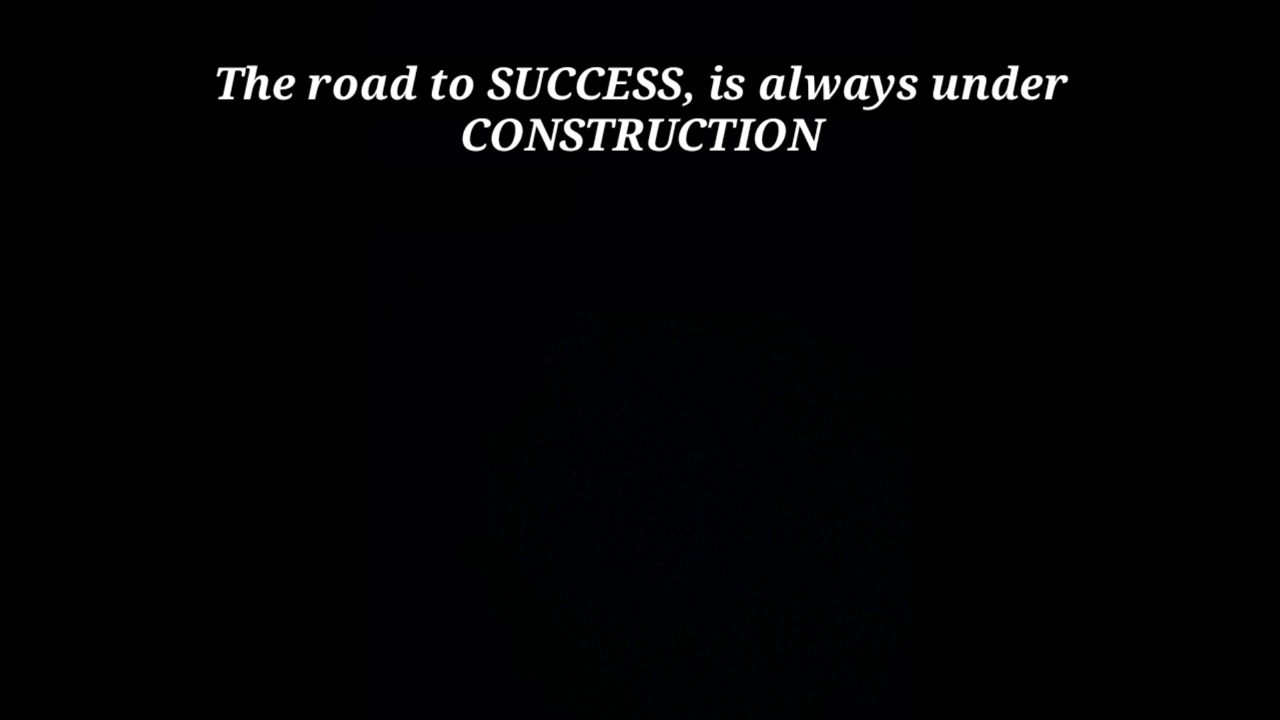 The road to SUCCESS, is always under
CONSTRUCTION